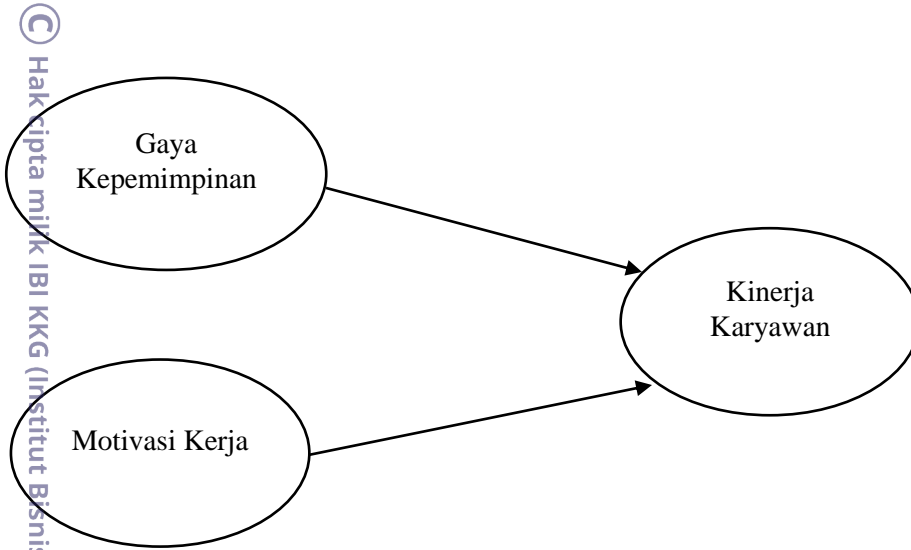 © Hak cipta milik IBI KKG (Institut Bisnis
Gaya
Kepemimpinan
Kinerja
Karyawan
Motivasi Kerja